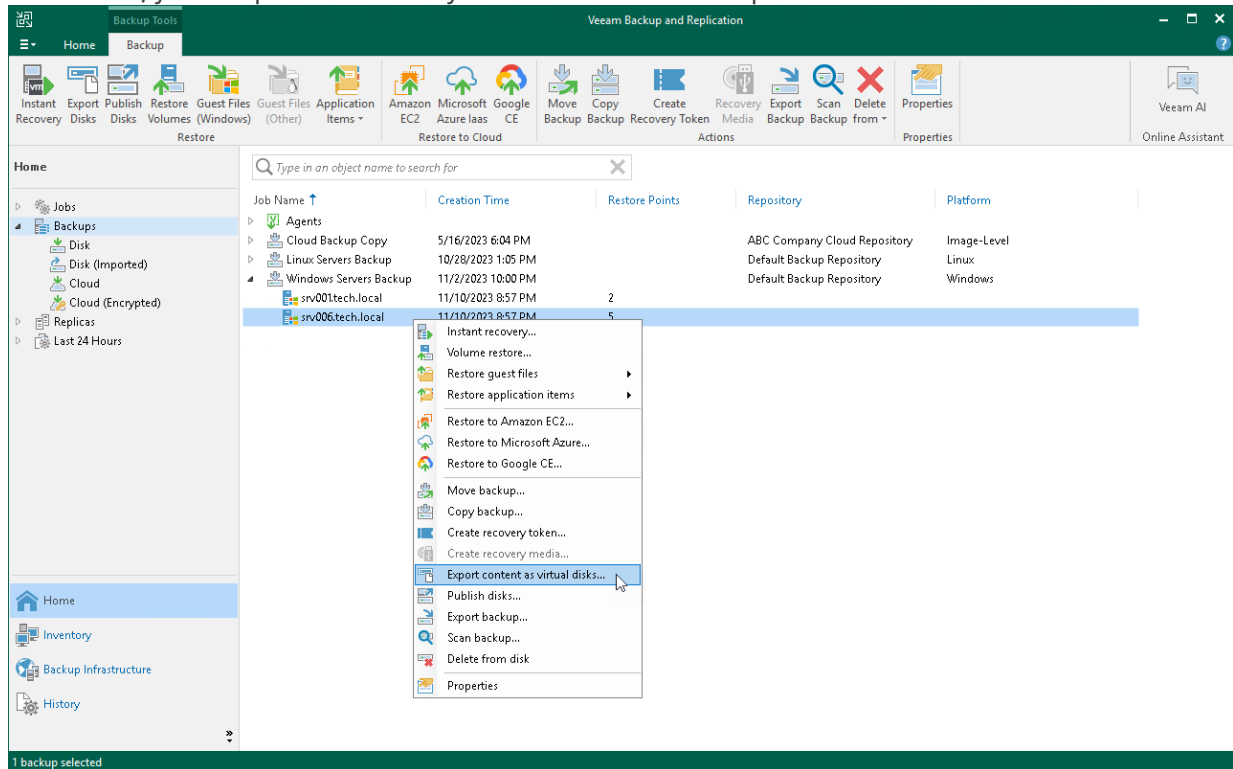 Backup Tools
Veeam Backup and Replication
Home Backup
Instant Recovery
Export Disks
Publish Disks
Restore Volumes
Guest Files (Windows)
Guest Files (Other)
Application Items
Amazon EC2
Microsoft Azure Iaas
Google CE
Move Backup
Copy Backup
Create Recovery Token
Recovery Media
Export Backup
Scan Backup
Delete from
Properties
Veeam AI
Restore
Restore to Cloud
Actions
Properties
Online Assistant
Home
Type in an object name to search for
Jobs
Backups
Disk
Disk (Imported)
Cloud
Cloud (Encrypted)
Replicas
Last 24 Hours
Job Name Creation Time Restore Points Repository Platform
Agents
Cloud Backup Copy 5/16/2023 6:04 PM ABC Company Cloud Repository Image-Level
Linux Servers Backup 10/28/2023 1:05 PM Default Backup Repository Linux
Windows Servers Backup 11/2/2023 10:00 PM Default Backup Repository Windows
srv001.tech.local 11/10/2023 8:57 PM 2
srv006.tech.local 11/10/2023 8:57 PM 5
Instant recovery...
Volume restore...
Restore guest files
Restore application items
Restore to Amazon EC2...
Restore to Microsoft Azure...
Restore to Google CE...
Move backup...
Copy backup...
Create recovery token...
Create recovery media...
Export content as virtual disks...
Publish disks...
Export backup...
Scan backup...
Delete from disk
Properties
Home
Inventory
Backup Infrastructure
History
1 backup selected